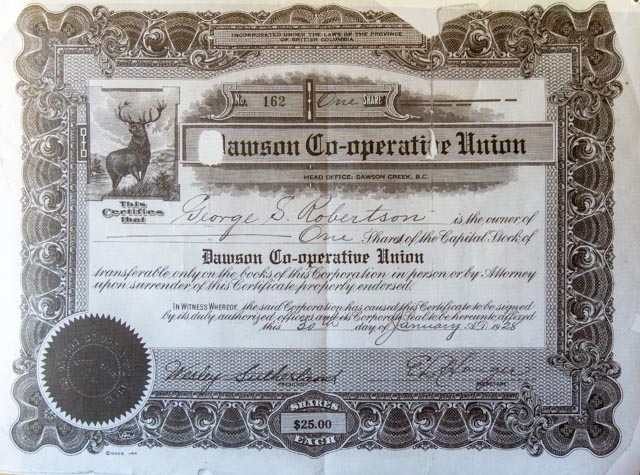 INCORPORATED UNDER THE LAWS OF THE PROVINCE
OF BRITISH COLUMBIA
No. 162 One SHARE
Dawson Co-operative Union
HEAD OFFICE: DAWSON CREEK, B.C.
This
Certifies
that
George S. Robertson is the owner of
One Shares of the Capital Stock of
Dawson Co-operative Union
transferable only on the books of this Corporation in person or by Attorney
upon surrender of this Certificate properly endorsed.
IN WITNESS WHEREOF, the said Corporation has caused this Certificate to be signed
by its duly authorized officers and its Corporate Seal to be hereunto affixed
this 30th day of January A.D. 1928
Wesley Sutherland
SECRETARY
SHARES
$25.00
EACH